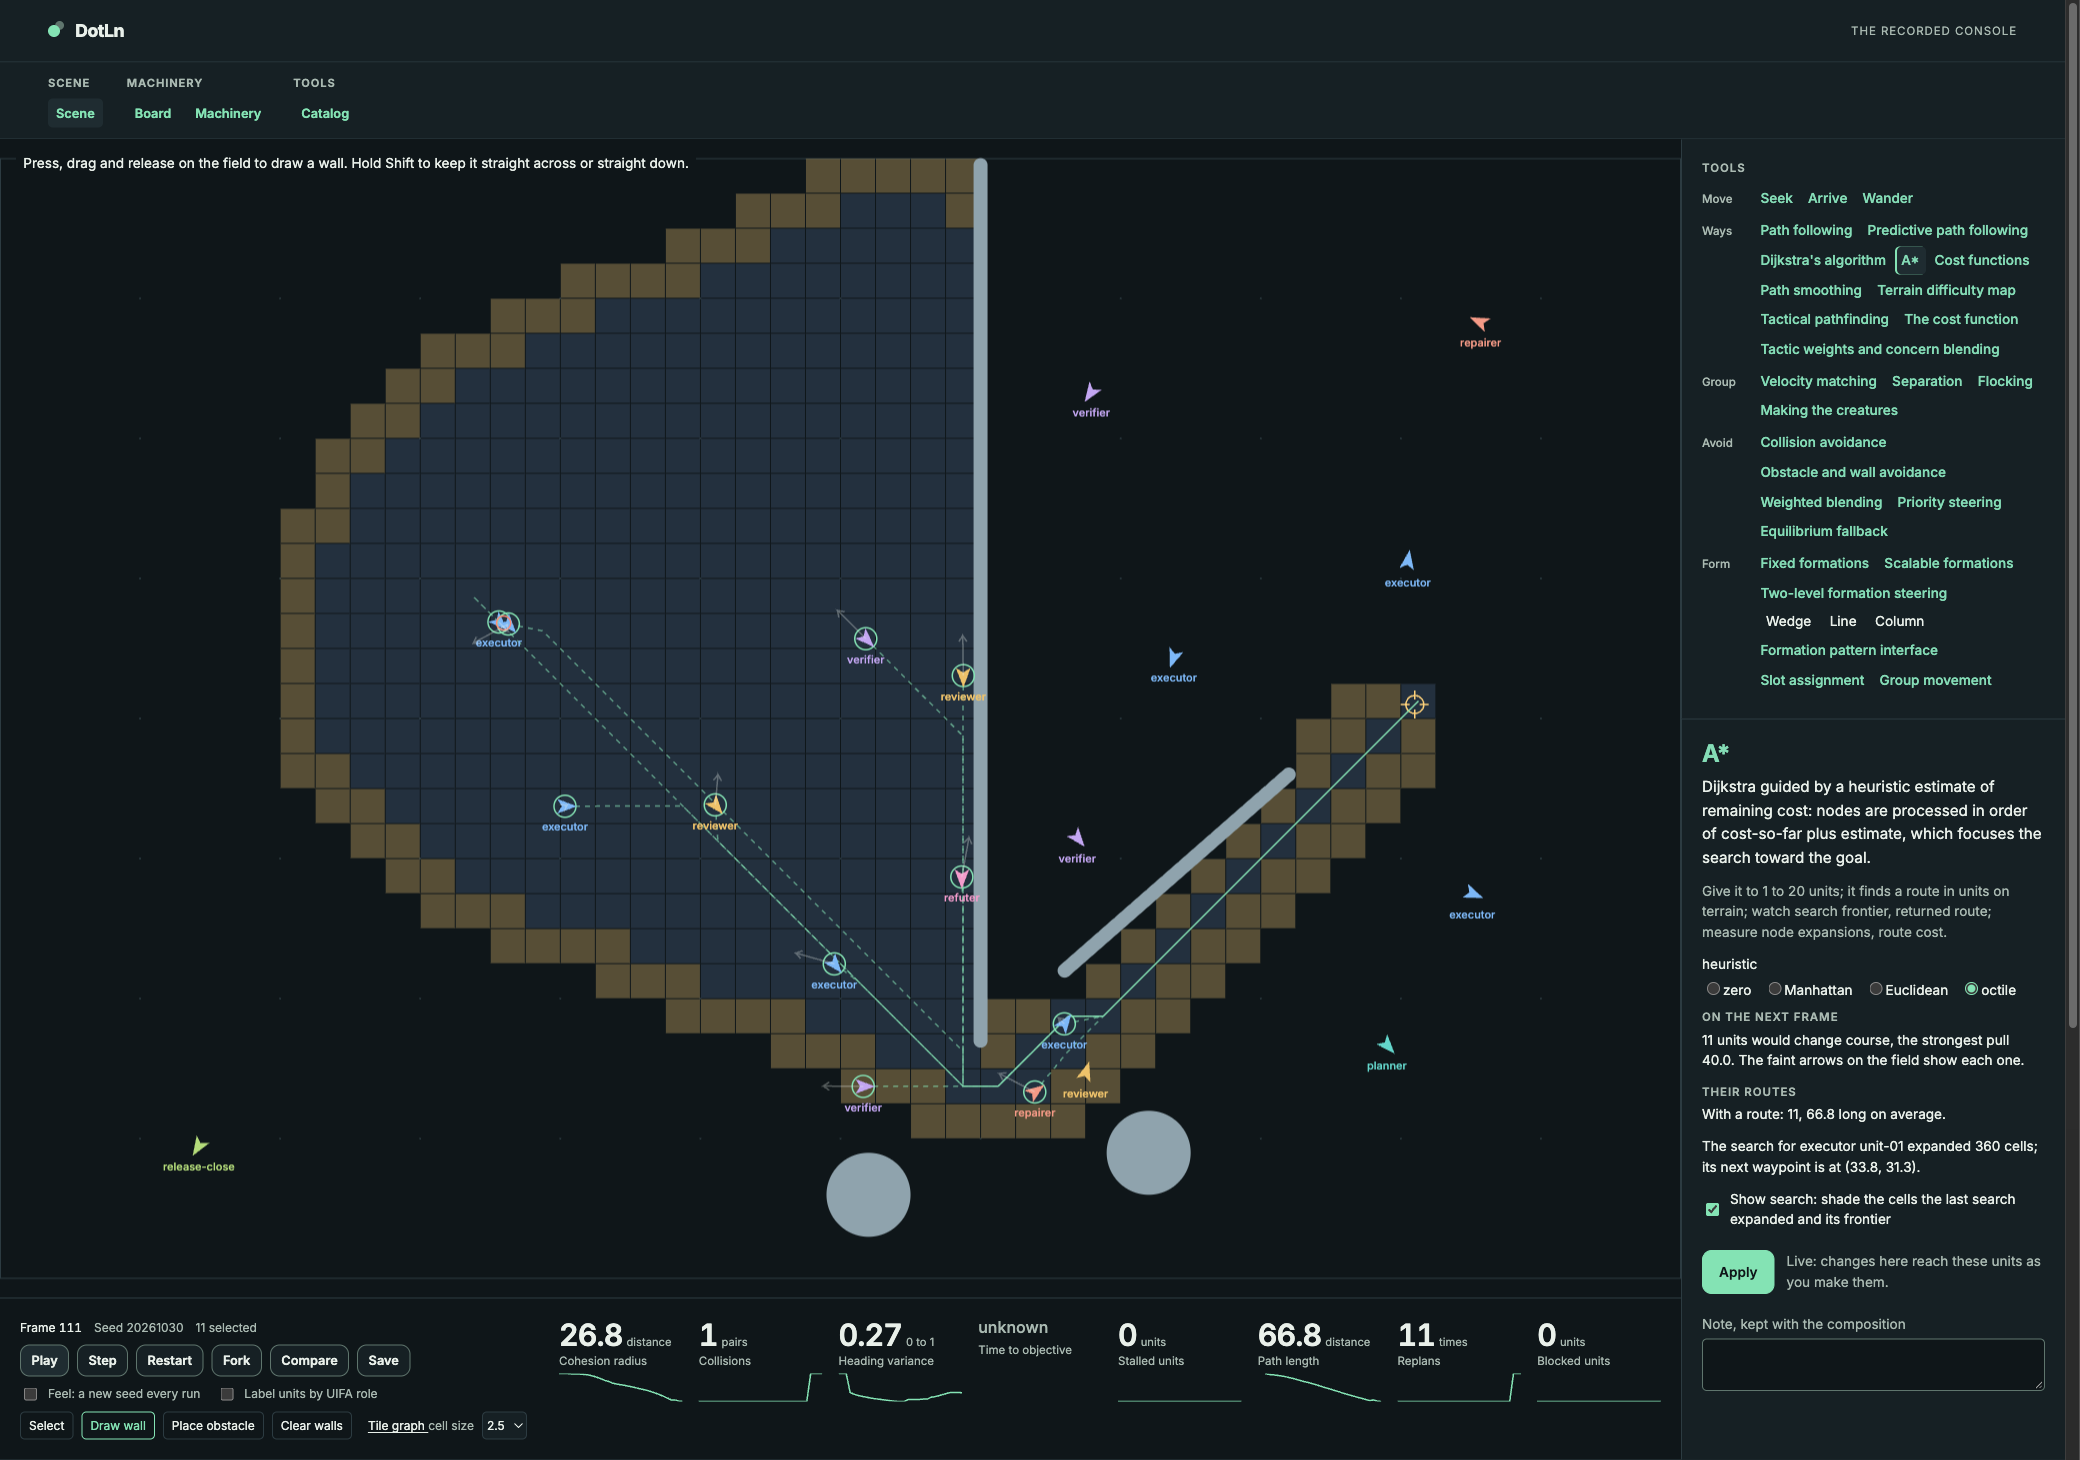 DotLn
THE RECORDED CONSOLE
SCENE
MACHINERY
TOOLS
Scene
Board
Machinery
Catalog
Press, drag and release on the field to draw a wall. Hold Shift to keep it straight across or straight down.
repairer
verifier
executor
executor
executor
verifier
reviewer
executor
reviewer
verifier
refuter
executor
executor
executor
planner
verifier
repairer
reviewer
release-close
TOOLS
Move Seek Arrive Wander
Ways Path following Predictive path following
Dijkstra's algorithm A* Cost functions
Path smoothing Terrain difficulty map
Tactical pathfinding The cost function
Tactic weights and concern blending
Group Velocity matching Separation Flocking
Making the creatures
Avoid Collision avoidance
Obstacle and wall avoidance
Weighted blending Priority steering
Equilibrium fallback
Form Fixed formations Scalable formations
Two-level formation steering
Wedge Line Column
Formation pattern interface
Slot assignment Group movement
A*
Dijkstra guided by a heuristic estimate of
remaining cost: nodes are processed in order
of cost-so-far plus estimate, which focuses the
search toward the goal.
Give it to 1 to 20 units; it finds a route in units on
terrain; watch search frontier, returned route;
measure node expansions, route cost.
heuristic
zero Manhattan Euclidean octile
ON THE NEXT FRAME
11 units would change course, the strongest pull
40.0. The faint arrows on the field show each one.
THEIR ROUTES
With a route: 11, 66.8 long on average.
The search for executor unit-01 expanded 360 cells;
its next waypoint is at (33.8, 31.3).
Show search: shade the cells the last search
expanded and its frontier
Apply
Live: changes here reach these units as
you make them.
Note, kept with the composition
Frame 111 Seed 20261030 11 selected
Play Step Restart Fork Compare Save
Feel: a new seed every run Label units by UIFA role
Select Draw wall Place obstacle Clear walls Tile graph cell size 2.5
26.8 distance
Cohesion radius
1 pairs
Collisions
0.27 0 to 1
Heading variance
unknown
Time to objective
0 units
Stalled units
66.8 distance
Path length
11 times
Replans
0 units
Blocked units